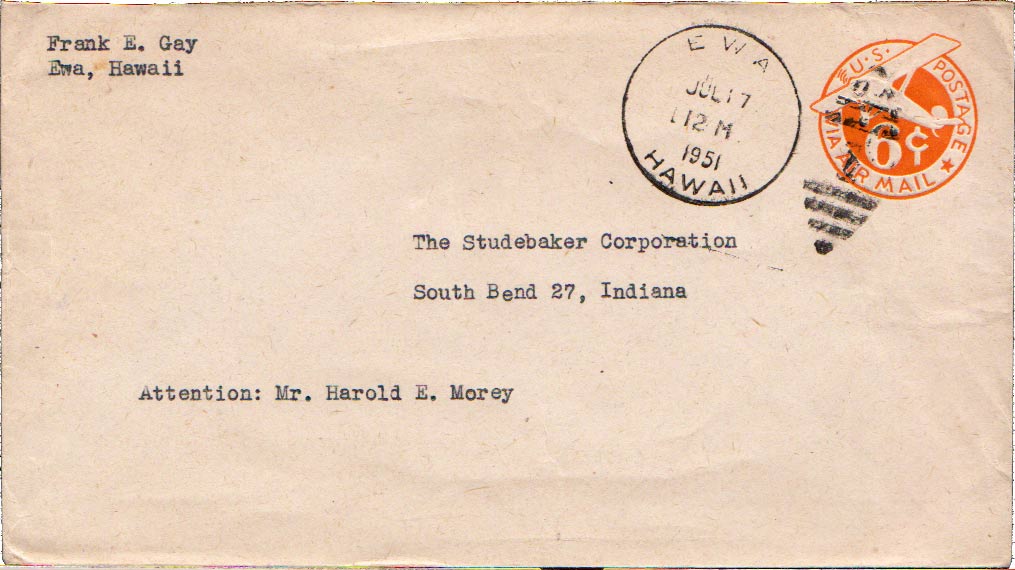 Frank E. Gay
Ewa, Hawaii
EWA
JUL 17
12 M
1951
HAWAII
U.S. POSTAGE
6¢
VIA AIR MAIL
The Studebaker Corporation
South Bend 27, Indiana
Attention: Mr. Harold E. Morey